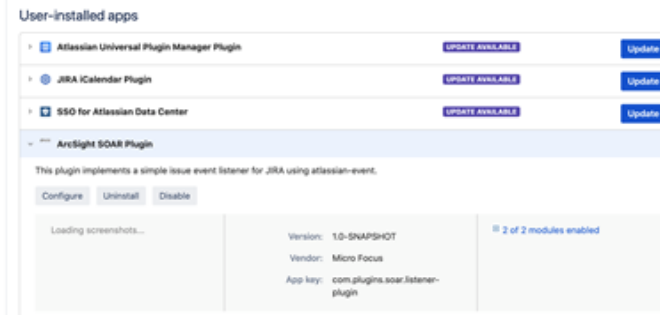 User-installed apps
Atlassian Universal Plugin Manager Plugin UPDATE AVAILABLE Update
JIRA iCalendar Plugin UPDATE AVAILABLE Update
SSO for Atlassian Data Center UPDATE AVAILABLE Update
ArcSight SOAR Plugin
This plugin implements a simple issue event listener for JIRA using atlassian-event.
Configure Uninstall Disable
Loading screenshots...
Version: 1.0-SNAPSHOT
Vendor: Micro Focus
App key: com.plugins.soar.listener-
plugin
2 of 2 modules enabled